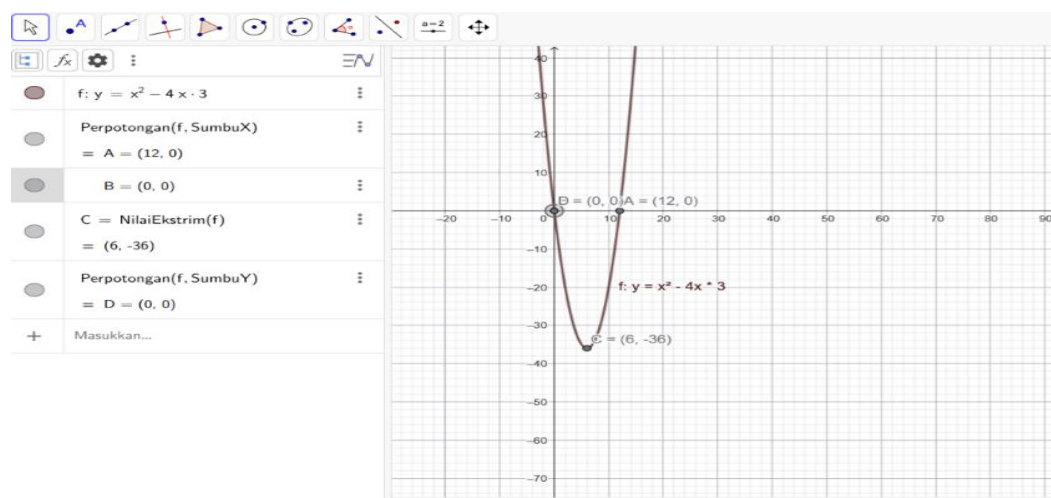 a=2
fx
f: y = x² − 4 x · 3
Perpotongan(f, SumbuX)
= A = (12, 0)
B = (0, 0)
C = NilaiEkstrim(f)
= (6, -36)
Perpotongan(f, SumbuY)
= D = (0, 0)
+ Masukkan...
40
30
20
10
D = (0, 0) A = (12, 0)
−20 −10 0 10 20 30 40 50 60 70 80 90
−10
−20
f: y = x² - 4x * 3
−30
C = (6, -36)
−40
−50
−60
−70